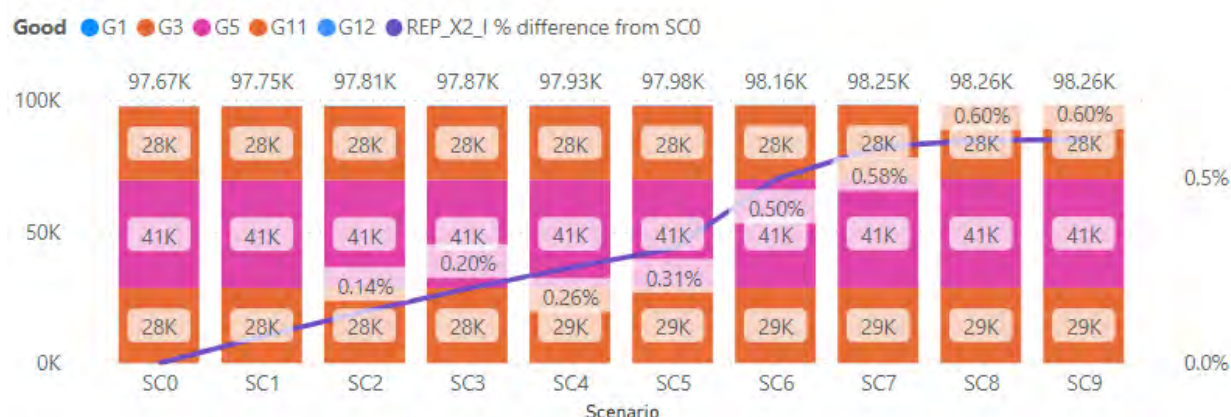 Good G1 G3 G5 G11 G12 REP_X2_I % difference from SC0
97.67K 97.75K 97.81K 97.87K 97.93K 97.98K 98.16K 98.25K 98.26K 98.26K
100K
0.60% 0.60%
28K 28K 28K 28K 28K 28K 28K 28K 28K 28K
0.58% 0.5%
0.50%
50K 41K 41K 41K 41K 41K 41K 41K 41K 41K 41K
0.20%
0.31%
0.14%
0.26%
28K 28K 28K 28K 29K 29K 29K 29K 29K 29K
0K 0.0%
SC0 SC1 SC2 SC3 SC4 SC5 SC6 SC7 SC8 SC9
Scenario